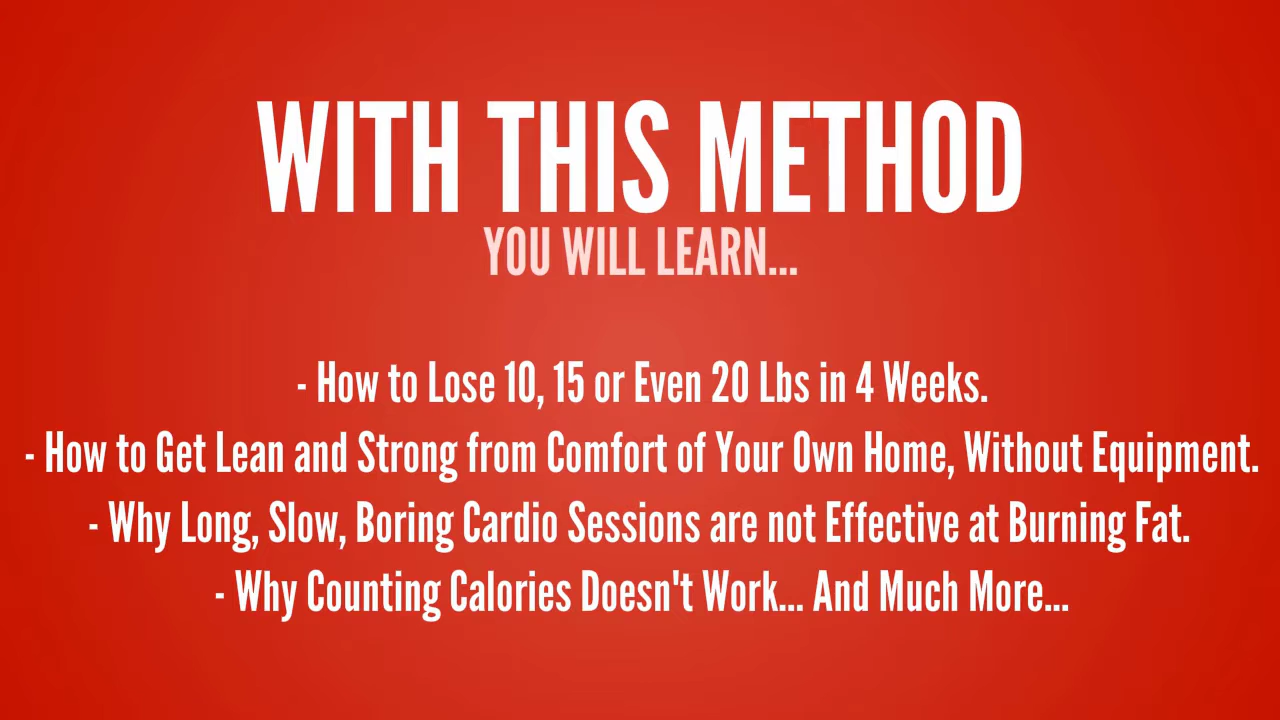 WITH THIS METHOD
YOU WILL LEARN...
- How to Lose 10, 15 or Even 20 Lbs in 4 Weeks.
- How to Get Lean and Strong from Comfort of Your Own Home, Without Equipment.
- Why Long, Slow, Boring Cardio Sessions are not Effective at Burning Fat.
- Why Counting Calories Doesn't Work... And Much More...